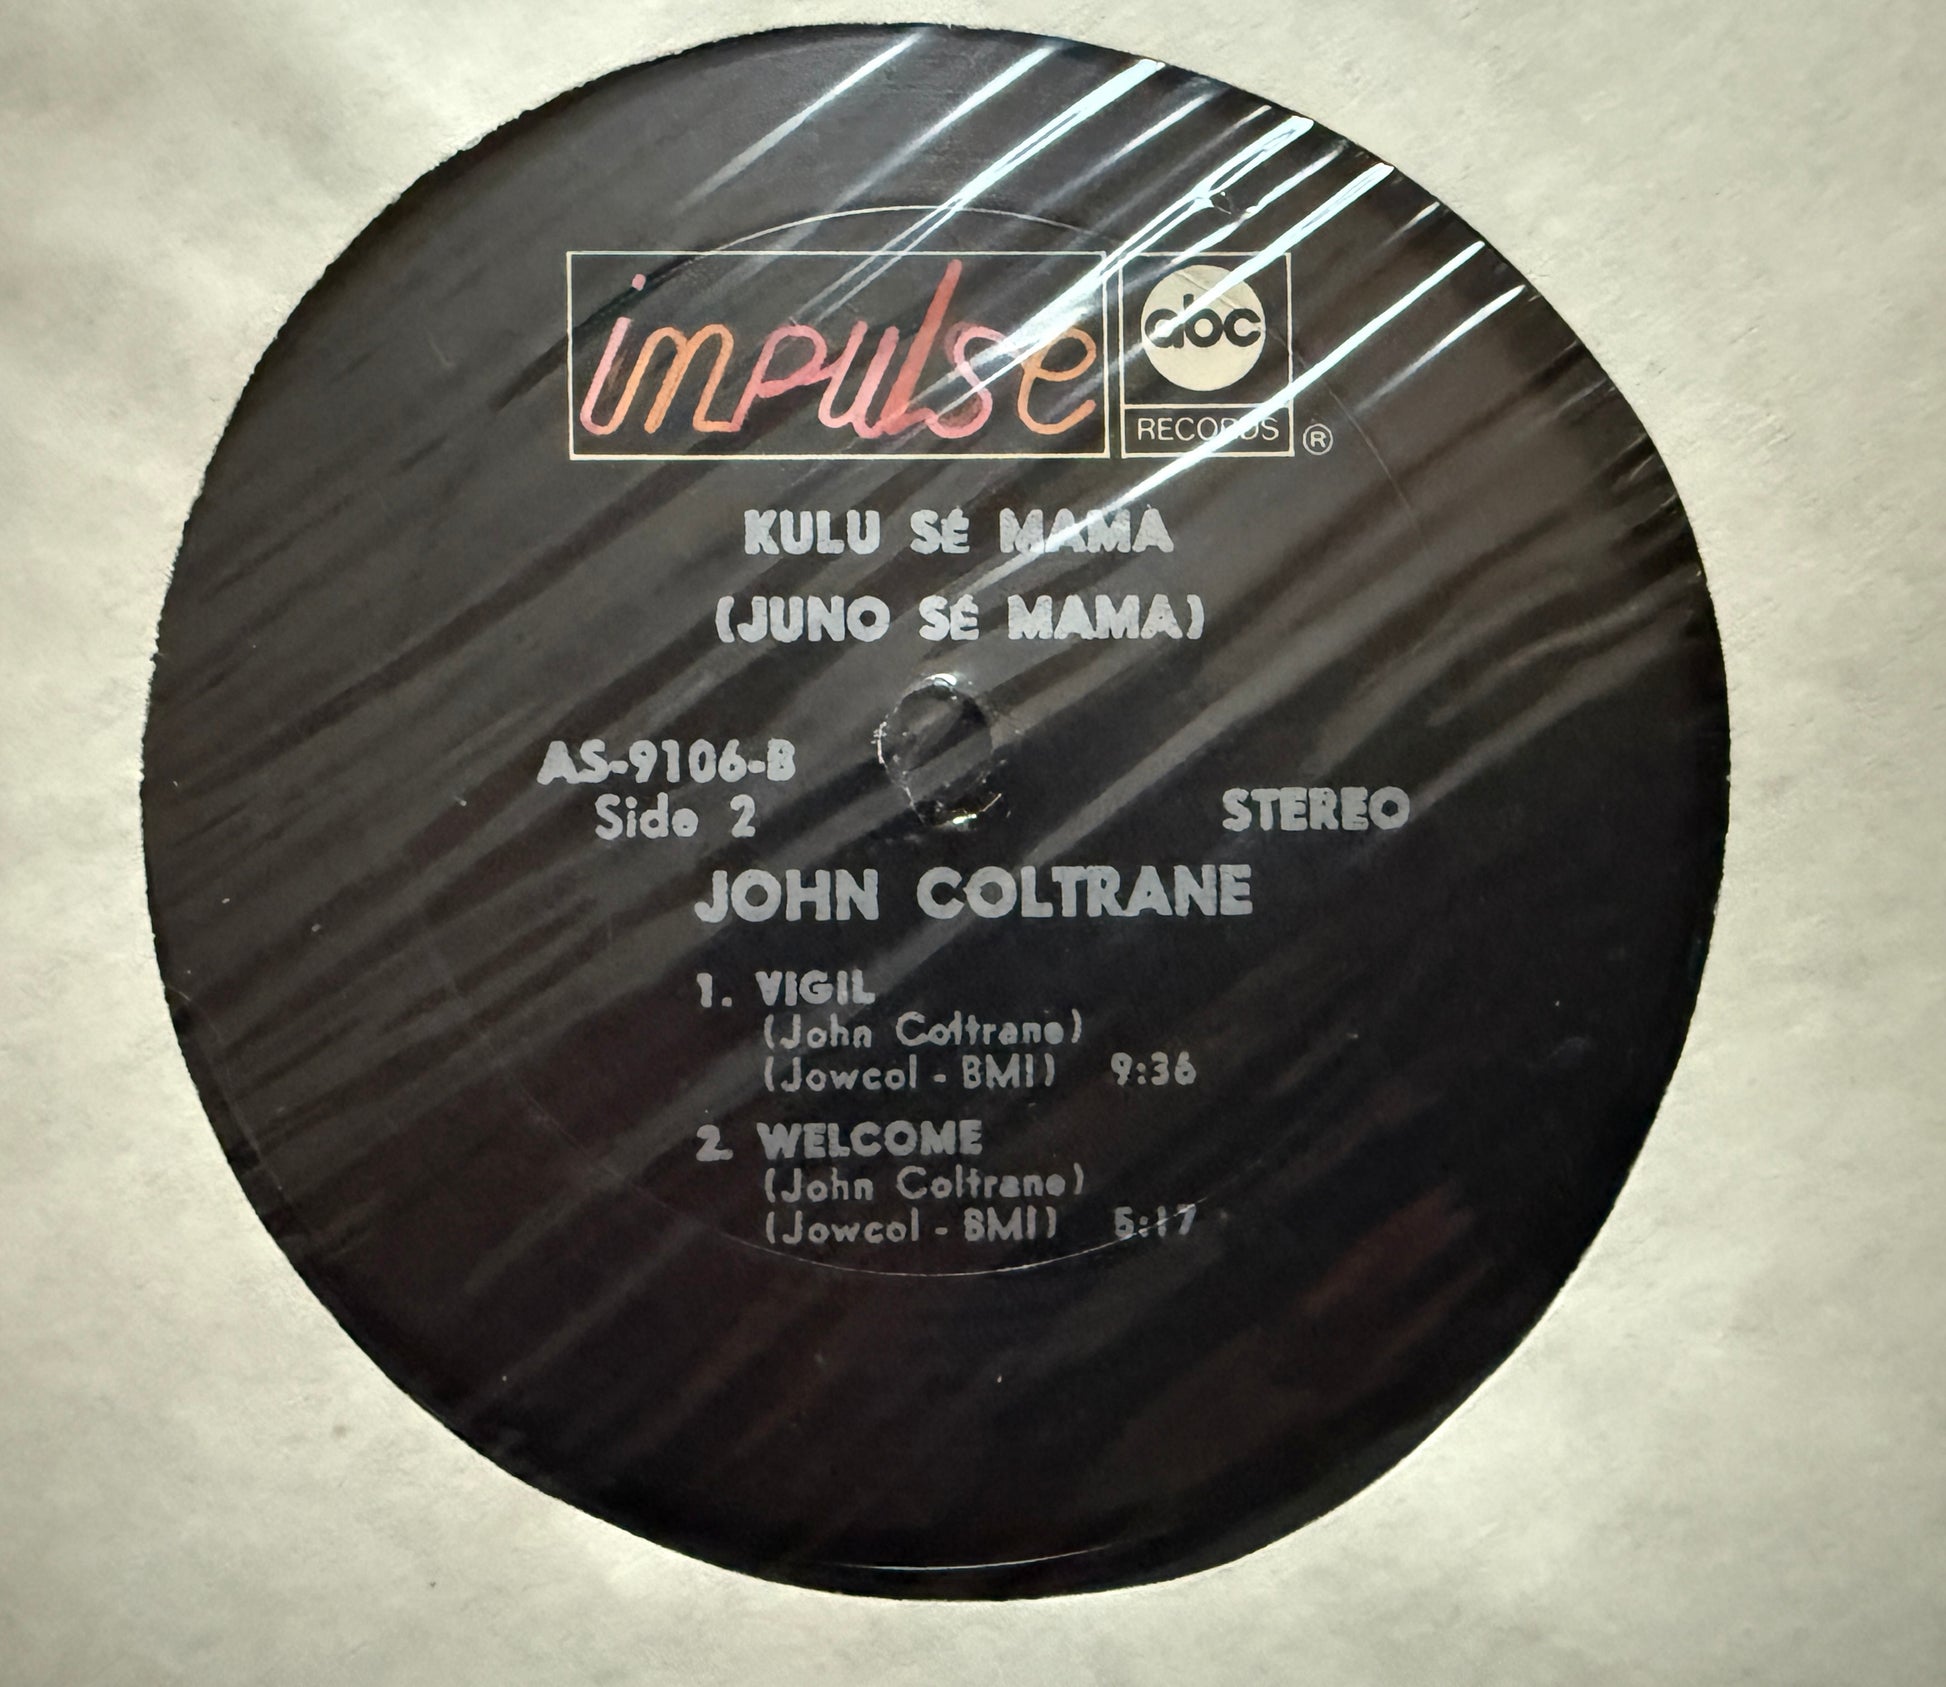 impulse
abc
RECORDS ®
KULU SÉ MAMA
(JUNO SÉ MAMA)
AS-9106-B
Side 2
STEREO
JOHN COLTRANE
1. VIGIL
(John Coltrane)
(Jowcol - BMI) 9:36
2. WELCOME
(John Coltrane)
(Jowcol - BMI) 5:17